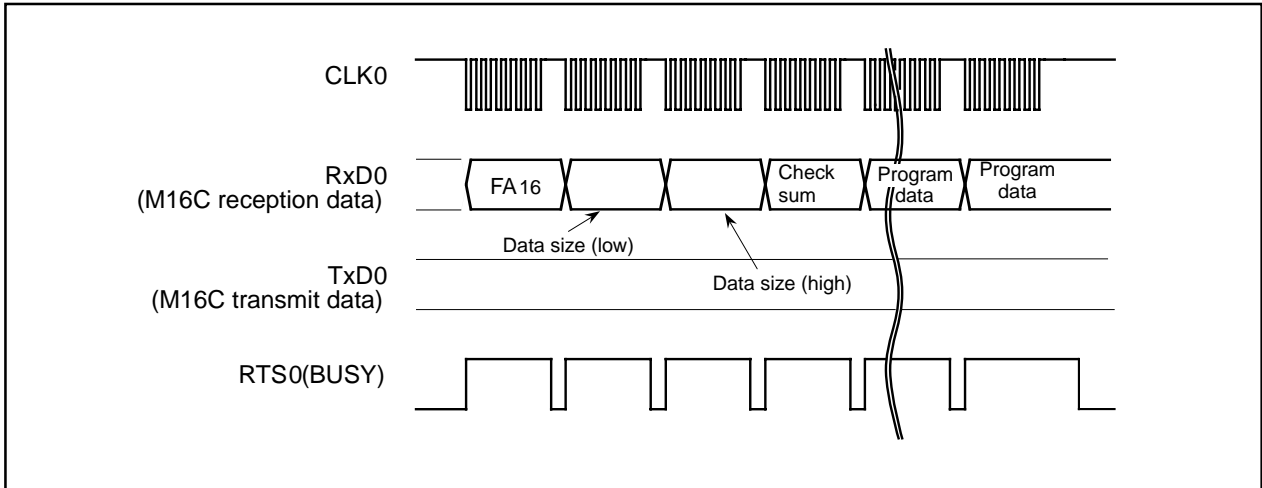 CLK0
RxD0
(M16C reception data)
FA16
Check
sum
Program
data
Program
data
Data size (low)
Data size (high)
TxD0
(M16C transmit data)
RTS0(BUSY)